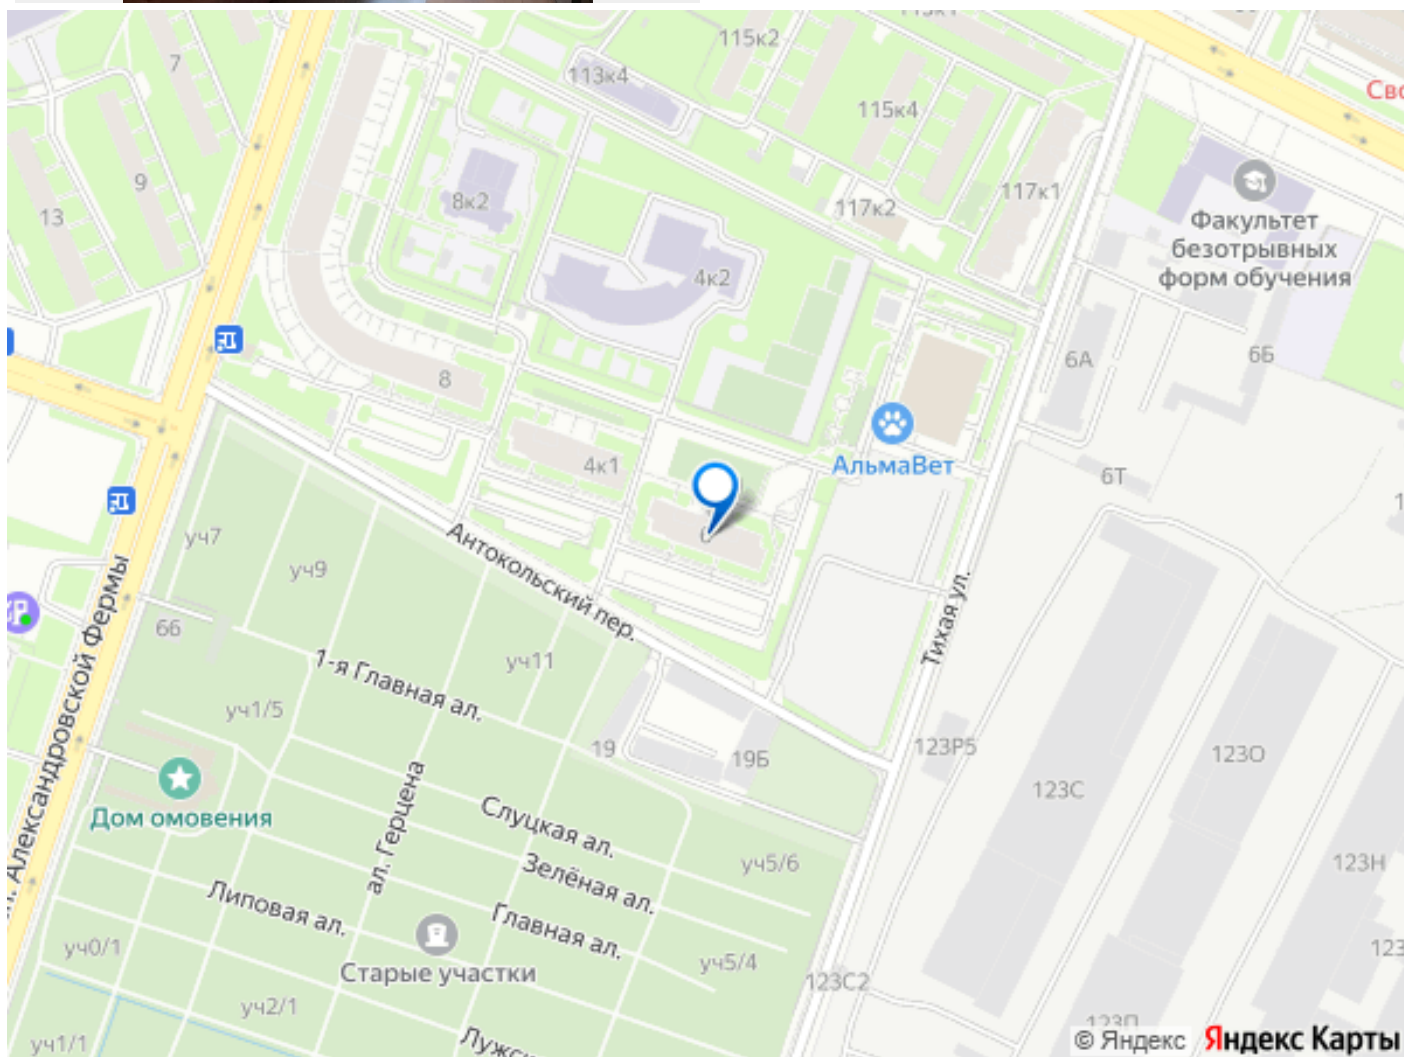 115к2
7
113к4
115к4
Сво
9
8к2
117к2
117к1
13
4к2
Факультет
безотрывных
форм обучения
6А
6Б
8
АльмаВет
4к1
6Т
уч7
уч9
Антокольский пер.
66
1-я Главная ал.
уч11
Тихая ул.
Александровской Фермы
уч1/5
19
19Б
123Р5
123О
123С
Дом омовения
ал. Герцена
Слуцкая ал.
Зелёная ал.
уч5/6
123Н
Липовая ал.
Главная ал.
уч0/1
Старые участки
уч5/4
123С2
уч2/1
уч1/1
© Яндекс
Яндекс Карты